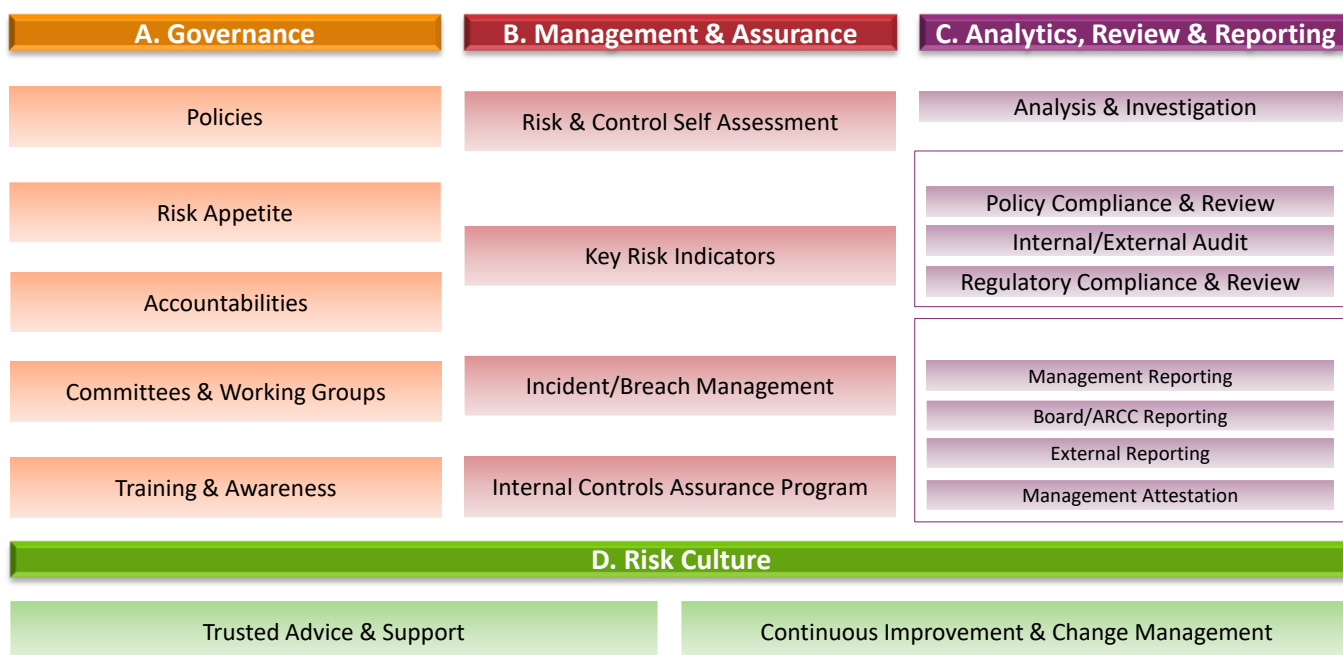 A. Governance
Policies
Risk Appetite
Accountabilities
Committees & Working Groups
Training & Awareness
B. Management & Assurance
Risk & Control Self Assessment
Key Risk Indicators
Incident/Breach Management
Internal Controls Assurance Program
C. Analytics, Review & Reporting
Analysis & Investigation
Policy Compliance & Review
Internal/External Audit
Regulatory Compliance & Review
Management Reporting
Board/ARCC Reporting
External Reporting
Management Attestation
D. Risk Culture
Trusted Advice & Support
Continuous Improvement & Change Management